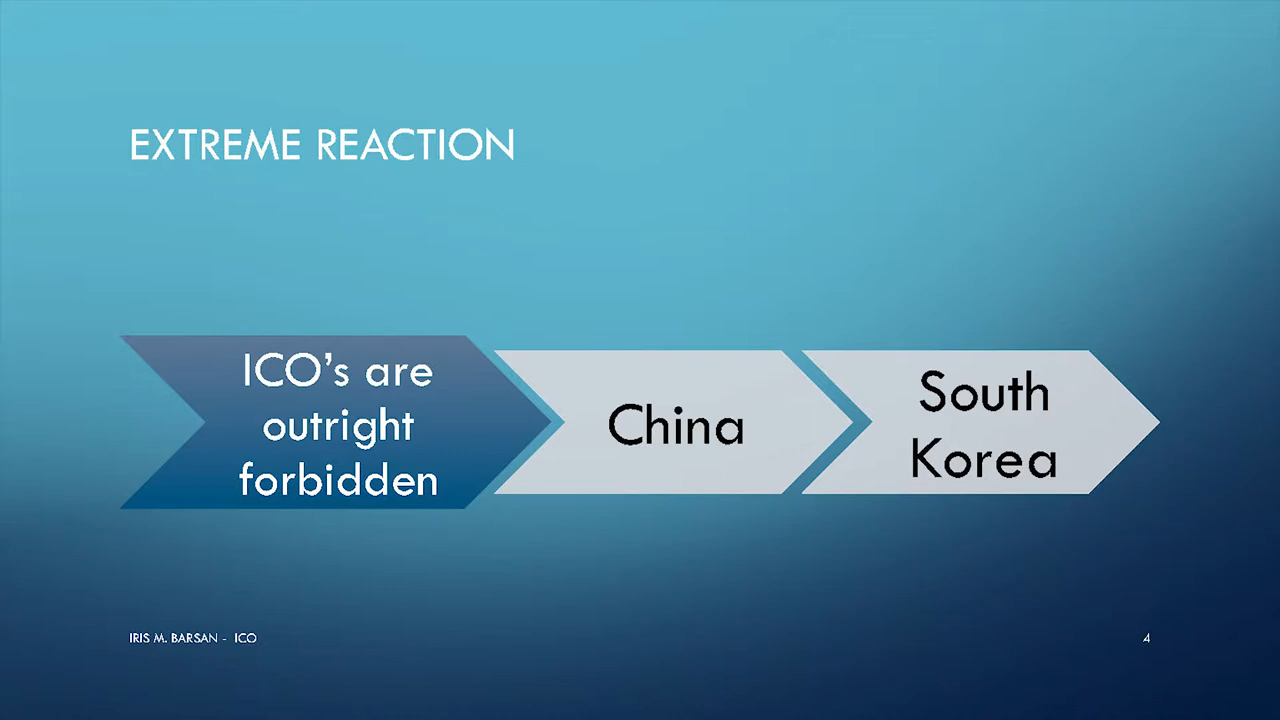 EXTREME REACTION
ICO’s are
outright
forbidden
China
South
Korea
IRIS M. BARSAN - ICO
4